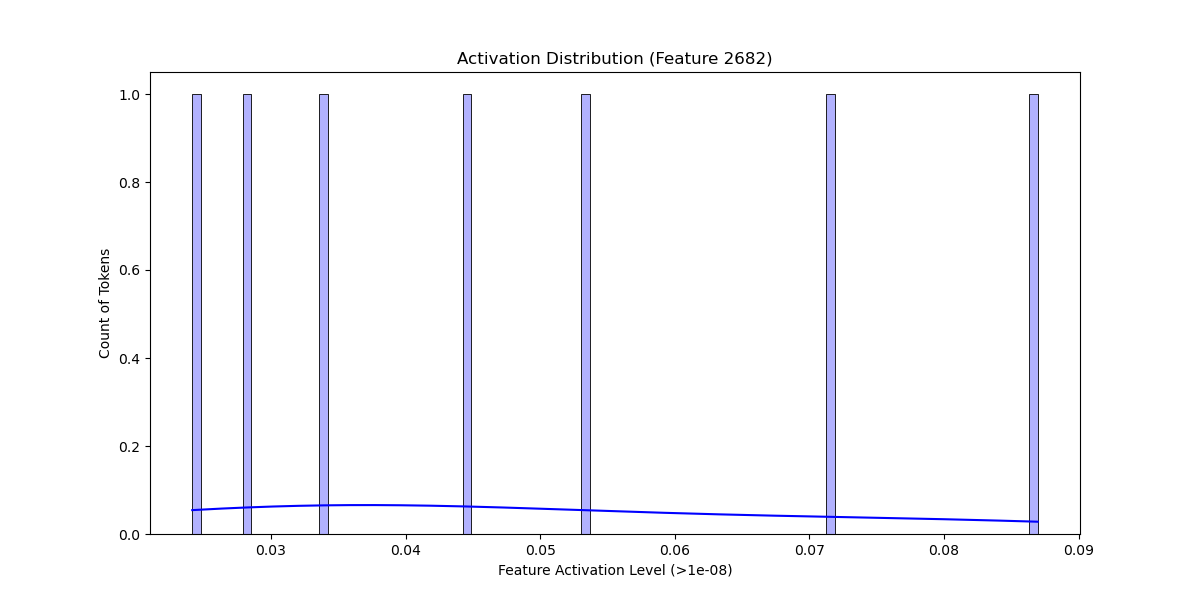 Activation Distribution (Feature 2682)
1.0
0.8
0.6
0.4
0.2
0.0
Count of Tokens
0.03 0.04 0.05 0.06 0.07 0.08 0.09
Feature Activation Level (>1e-08)